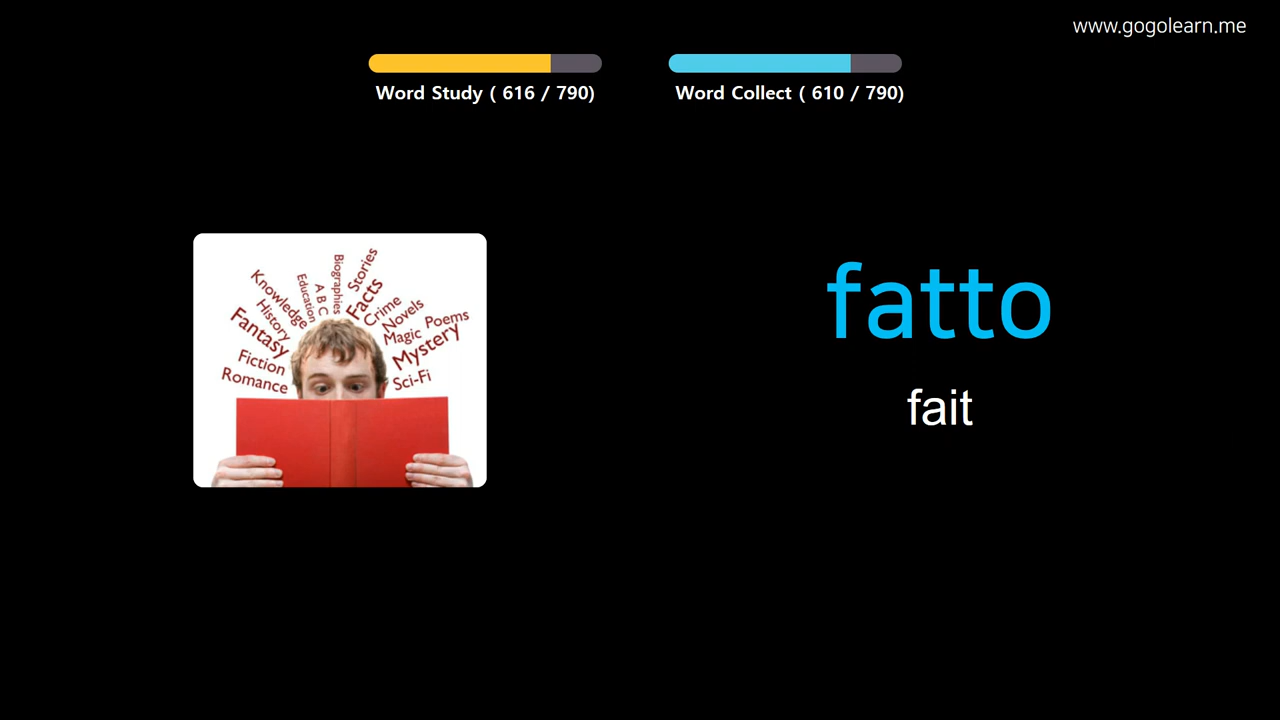 www.gogolearn.me
Word Study ( 616 / 790)
Word Collect ( 610 / 790)
Knowledge
History
Fantasy
Fiction
Romance
Education
A B C
Biographies
Stories
Facts
Crime
Novels
Magic Poems
Mystery
Sci-Fi
fatto
fait